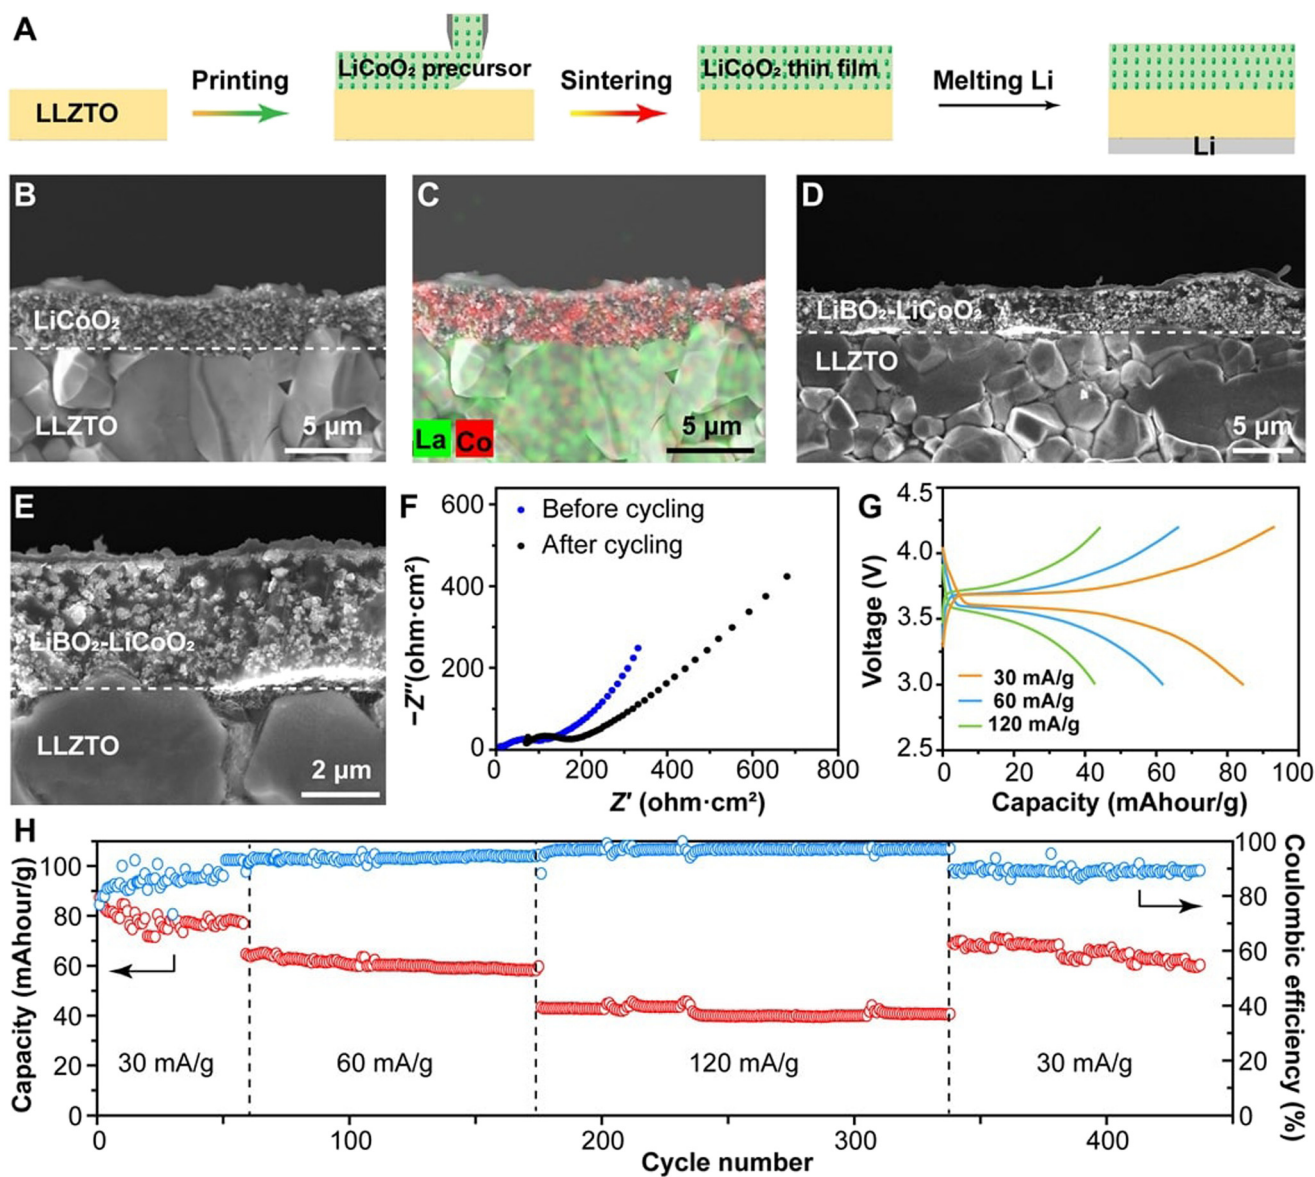 A
Printing
LiCoO₂ precursor
Sintering
LiCoO₂ thin film
Melting Li
LLZTO
Li
B
LiCoO₂
LLZTO
5 µm
C
La
Co
5 µm
D
LiBO₂-LiCoO₂
LLZTO
5 µm
E
LiBO₂-LiCoO₂
LLZTO
2 µm
F
600
400
200
0
Before cycling
After cycling
−Z″(ohm·cm²)
0 200 400 600 800
Z′ (ohm·cm²)
G
4.5
4.0
3.5
3.0
2.5
Voltage (V)
30 mA/g
60 mA/g
120 mA/g
0 20 40 60 80 100
Capacity (mAhour/g)
H
Capacity (mAhour/g)
100
80
60
40
20
0
30 mA/g
60 mA/g
120 mA/g
30 mA/g
100
80
60
40
20
0
Coulombic efficiency (%)
0 100 200 300 400
Cycle number